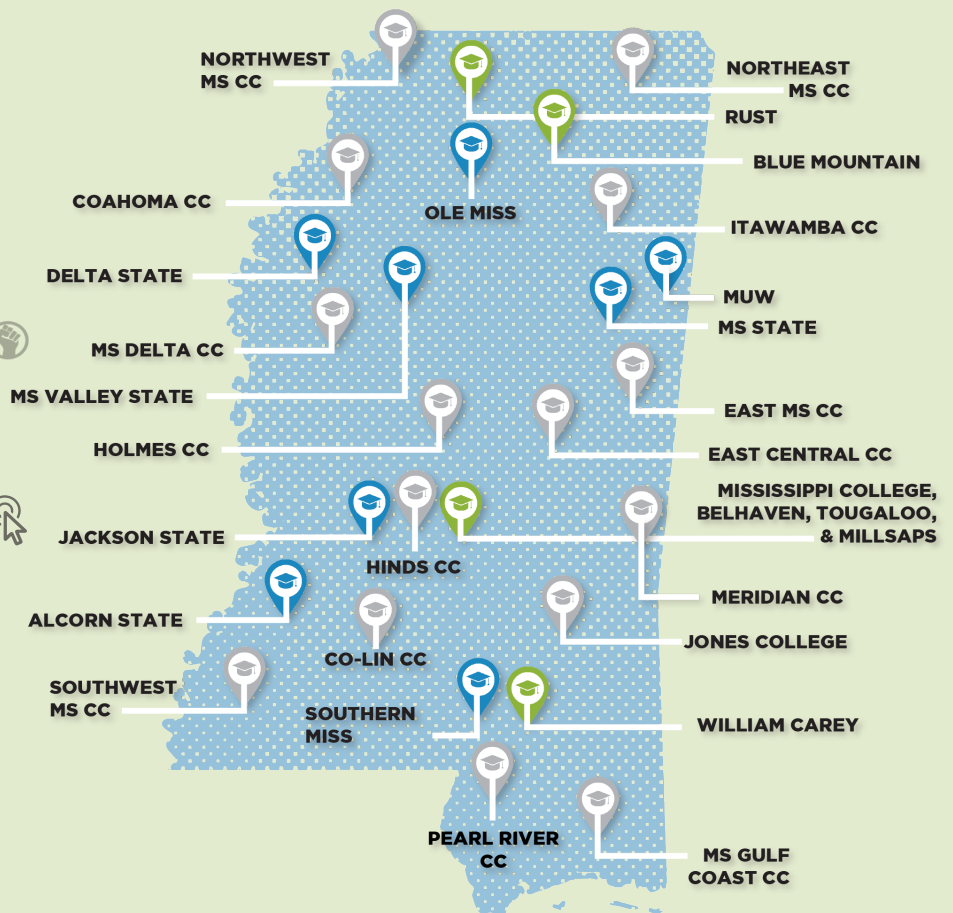 NORTHWEST
MS CC
NORTHEAST
MS CC
RUST
BLUE MOUNTAIN
COAHOMA CC
OLE MISS
ITAWAMBA CC
DELTA STATE
MUW
MS STATE
MS DELTA CC
MS VALLEY STATE
EAST MS CC
HOLMES CC
EAST CENTRAL CC
MISSISSIPPI COLLEGE,
BELHAVEN, TOUGALOO,
& MILLSAPS
JACKSON STATE
HINDS CC
MERIDIAN CC
ALCORN STATE
JONES COLLEGE
CO-LIN CC
SOUTHWEST
MS CC
SOUTHERN
MISS
WILLIAM CAREY
PEARL RIVER
CC
MS GULF
COAST CC